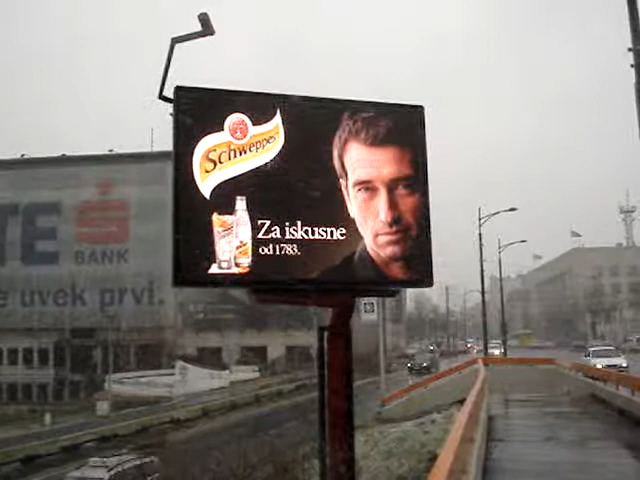 Schweppes
Za iskusne
od 1783.
TE
BANK
e uvek prvi.